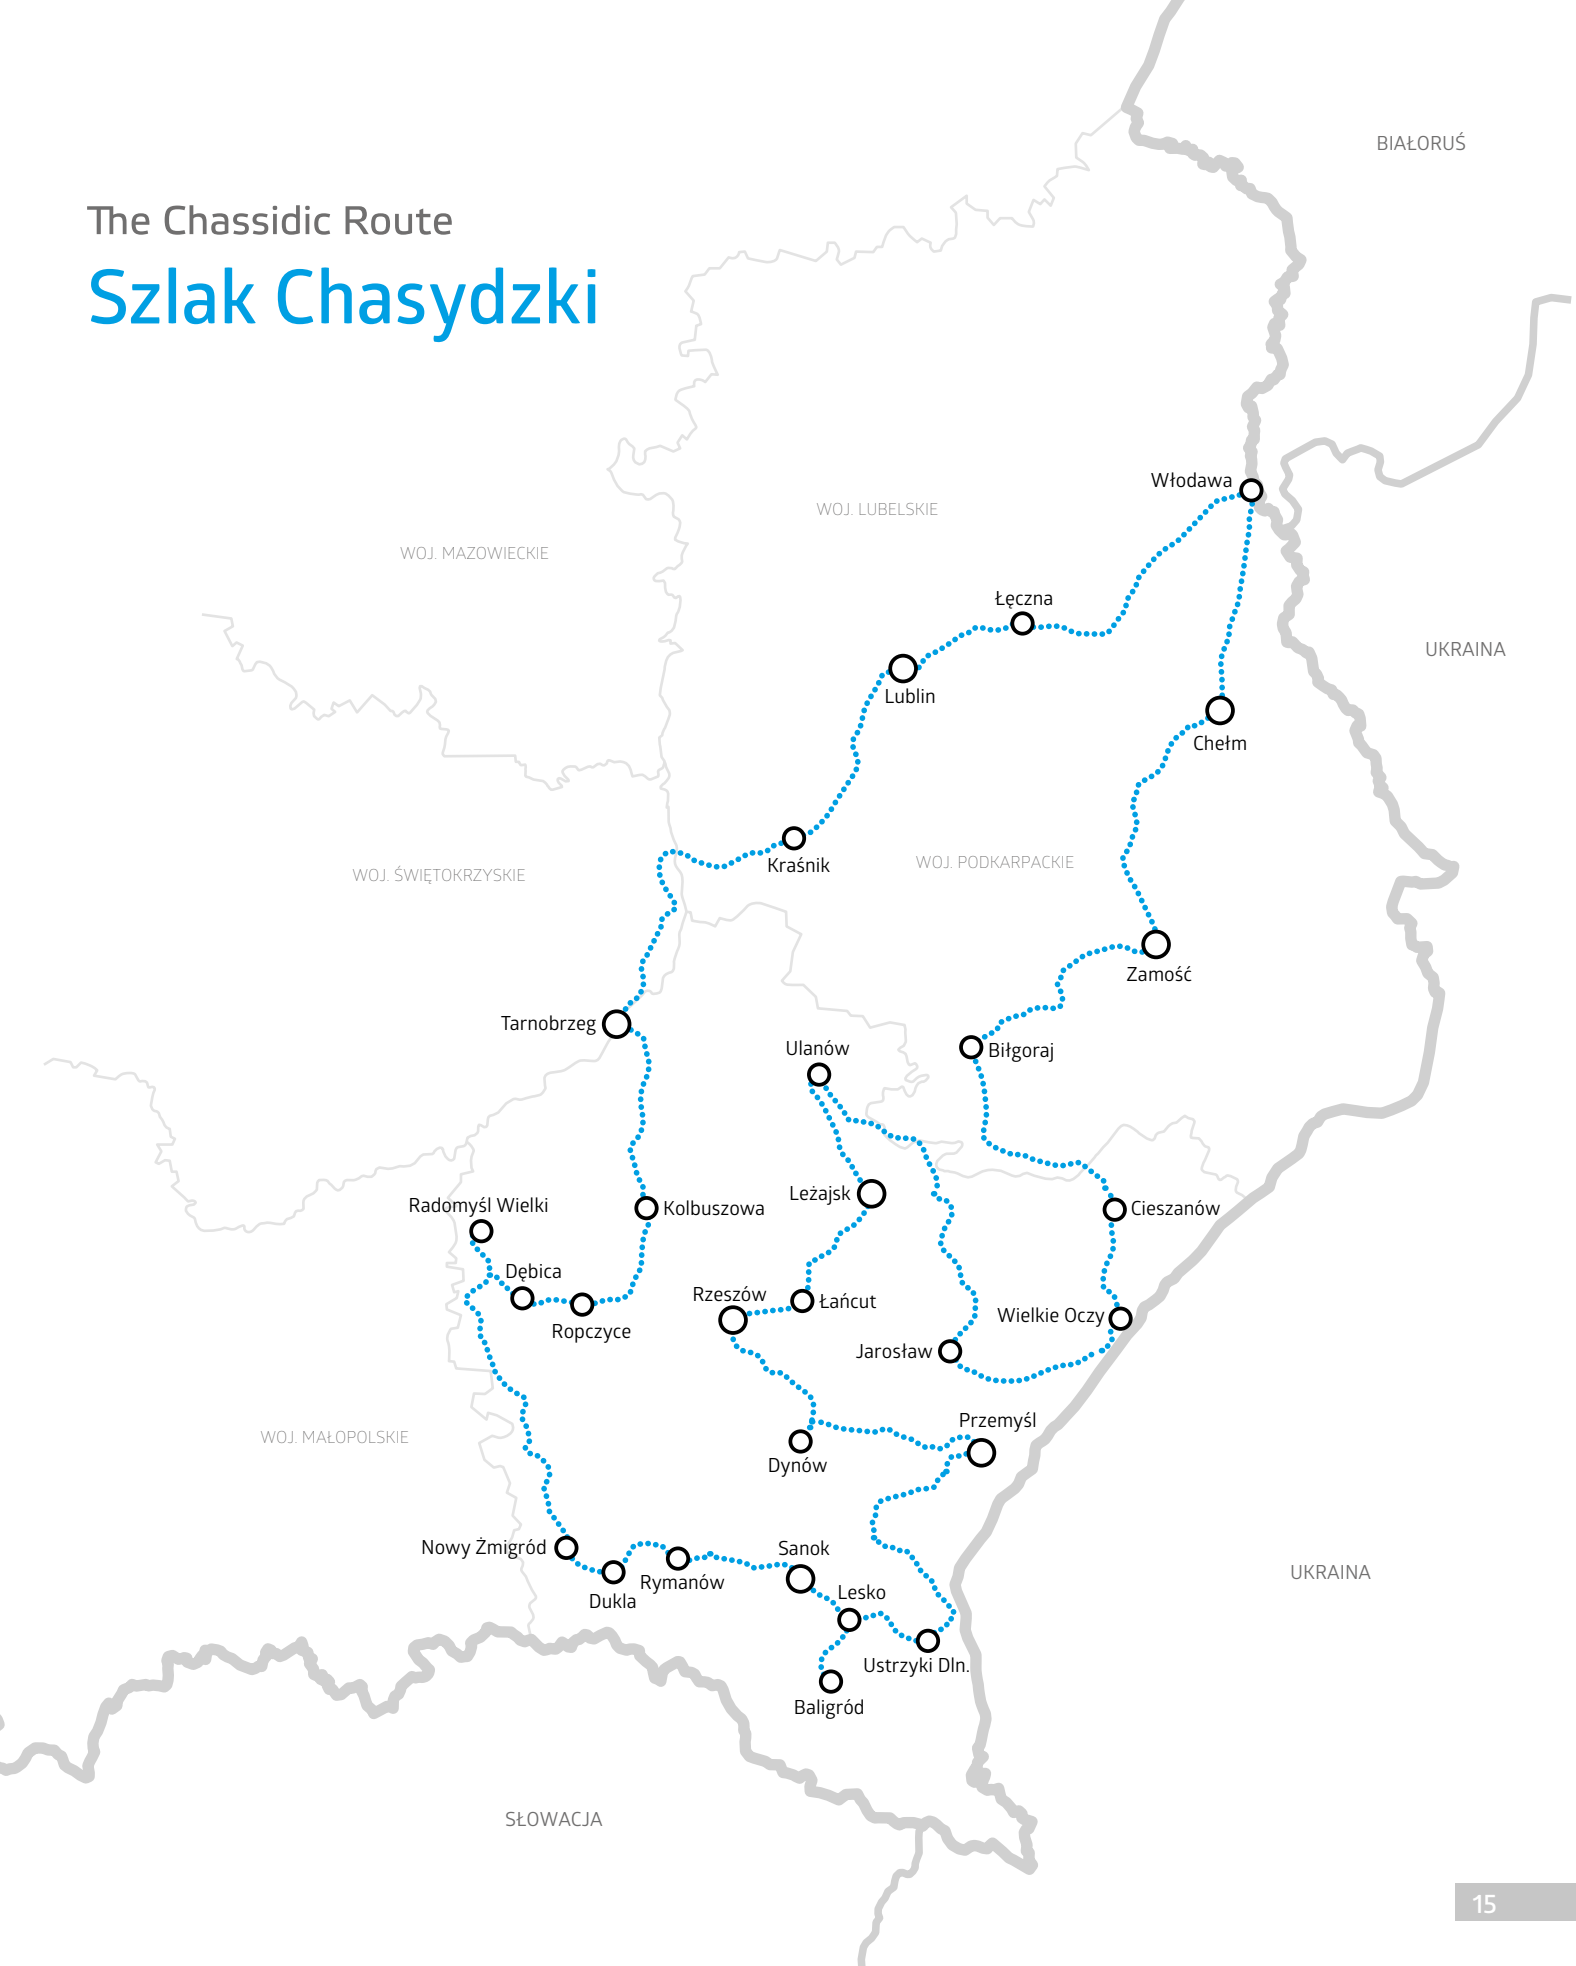 BIAŁORUŚ
The Chassidic Route
Szlak Chasydzki
Włodawa
WOJ. LUBELSKIE
WOJ. MAZOWIECKIE
Łęczna
UKRAINA
Lublin
Chełm
Kraśnik
WOJ. PODKARPACKIE
WOJ. ŚWIĘTOKRZYSKIE
Zamość
Tarnobrzeg
Ulanów
Biłgoraj
Leżajsk
Radomyśl Wielki
Kolbuszowa
Cieszanów
Dębica
Rzeszów
Łańcut
Wielkie Oczy
Ropczyce
Jarosław
Przemyśl
WOJ. MAŁOPOLSKIE
Dynów
Nowy Żmigród
Sanok
UKRAINA
Rymanów
Lesko
Dukla
Ustrzyki Dln.
Baligród
SŁOWACJA
15